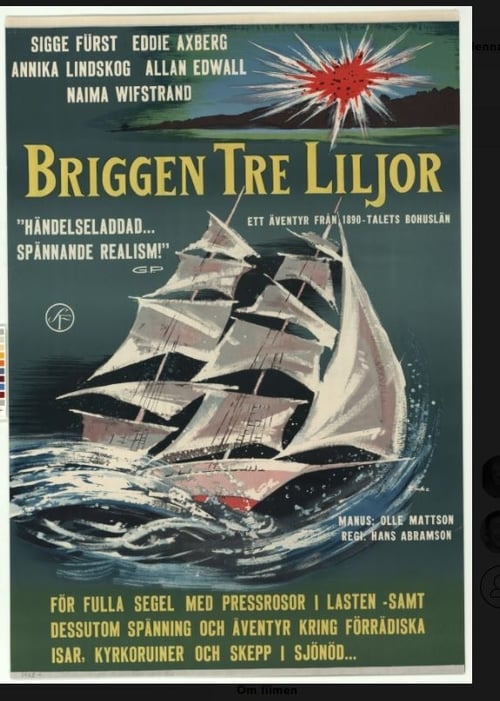 SIGGE FÜRST EDDIE AXBERG
ANNIKA LINDSKOG ALLAN EDWALL
NAIMA WIFSTRAND
BRIGGEN TRE LILJOR
"HÄNDELSELADDAD...
SPÄNNANDE REALISM!"
GP
ETT ÄVENTYR FRÅN 1890-TALETS BOHUSLÄN
SF
MANUS: OLLE MATTSON
REGI: HANS ABRAMSON
FÖR FULLA SEGEL MED PRESSROSOR I LASTEN -SAMT
DESSUTOM SPÄNNING OCH ÄVENTYR KRING FÖRRÄDISKA
ISAR, KYRKORUINER OCH SKEPP I SJÖNÖD...
Om filmen